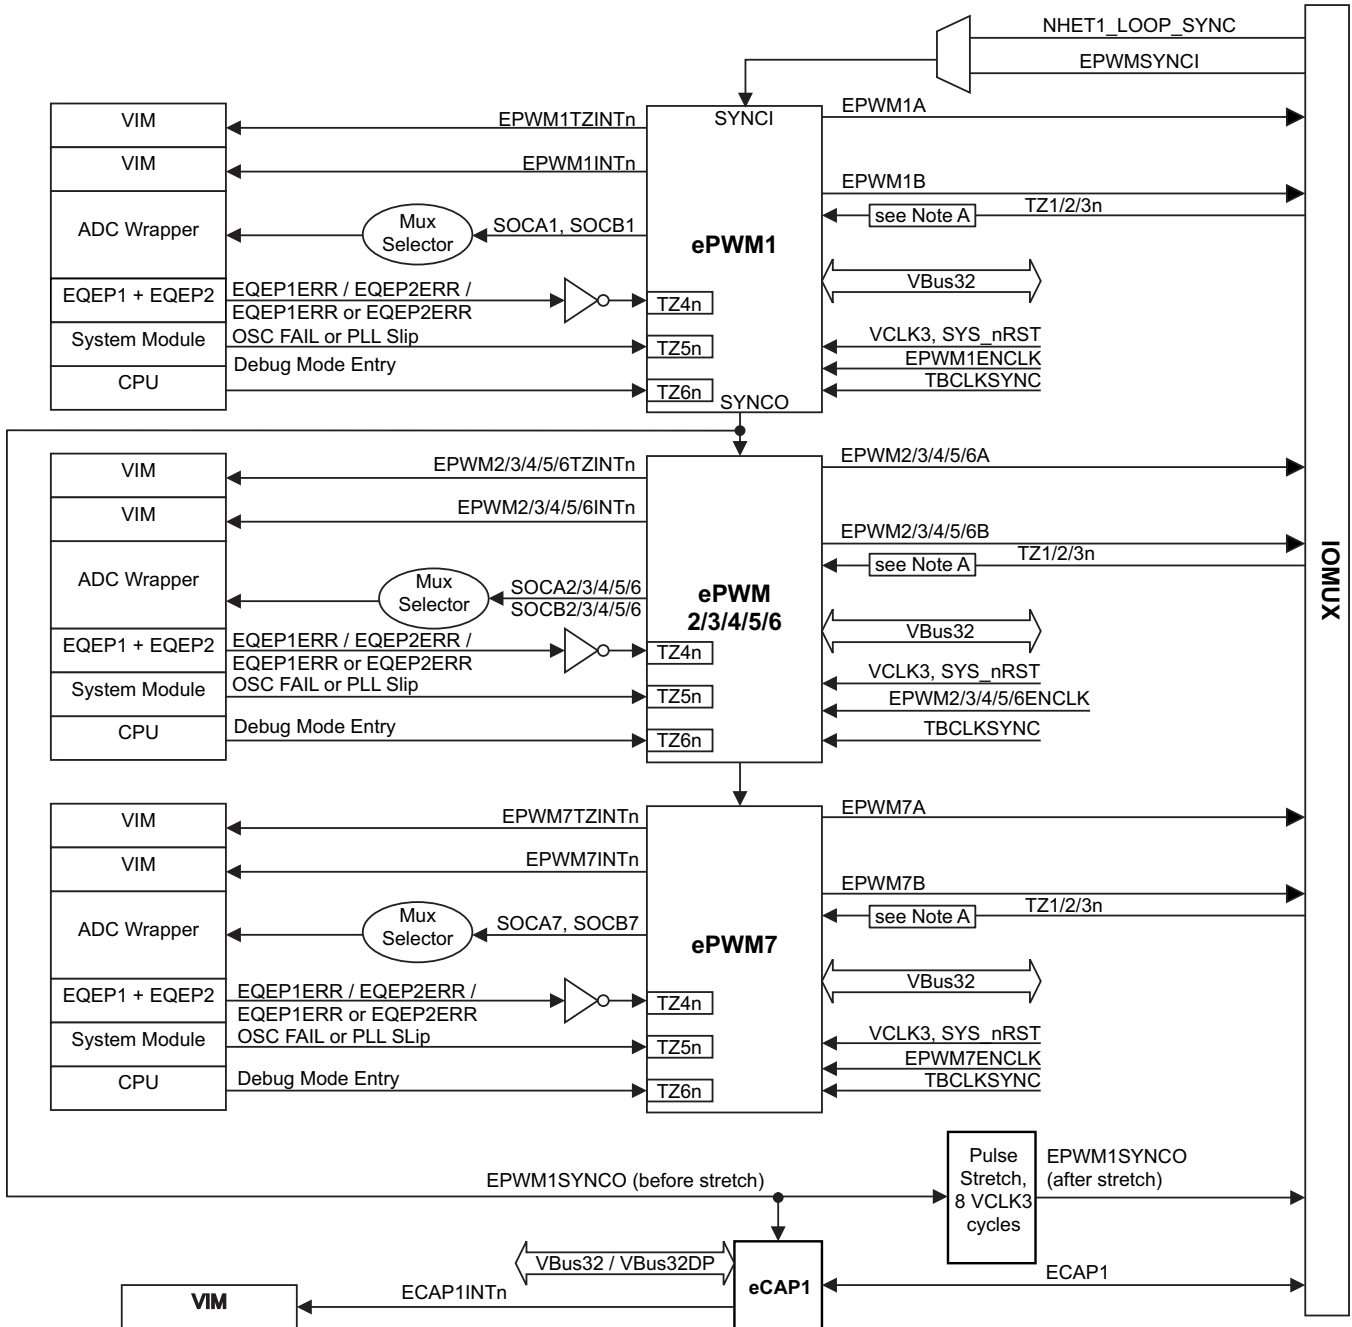 NHET1_LOOP_SYNC
EPWMSYNCI
IOMUX
VIM
EPWM1TZINTn
SYNCI
EPWM1A
VIM
EPWM1INTn
EPWM1B
see Note A
TZ1/2/3n
ADC Wrapper
Mux
Selector
SOCA1, SOCB1
ePWM1
VBus32
EQEP1 + EQEP2
EQEP1ERR / EQEP2ERR /
EQEP1ERR or EQEP2ERR
TZ4n
System Module
OSC FAIL or PLL Slip
TZ5n
VCLK3, SYS_nRST
EPWM1ENCLK
TBCLKSYNC
CPU
Debug Mode Entry
TZ6n
SYNCO
VIM
EPWM2/3/4/5/6TZINTn
EPWM2/3/4/5/6A
VIM
EPWM2/3/4/5/6INTn
EPWM2/3/4/5/6B
see Note A
TZ1/2/3n
ADC Wrapper
Mux
Selector
SOCA2/3/4/5/6
SOCB2/3/4/5/6
ePWM
2/3/4/5/6
VBus32
EQEP1 + EQEP2
EQEP1ERR / EQEP2ERR /
EQEP1ERR or EQEP2ERR
TZ4n
System Module
OSC FAIL or PLL Slip
TZ5n
VCLK3, SYS_nRST
EPWM2/3/4/5/6ENCLK
TBCLKSYNC
CPU
Debug Mode Entry
TZ6n
VIM
EPWM7TZINTn
EPWM7A
VIM
EPWM7INTn
EPWM7B
see Note A
TZ1/2/3n
ADC Wrapper
Mux
Selector
SOCA7, SOCB7
ePWM7
VBus32
EQEP1 + EQEP2
EQEP1ERR / EQEP2ERR /
EQEP1ERR or EQEP2ERR
TZ4n
System Module
OSC FAIL or PLL SLip
TZ5n
VCLK3, SYS_nRST
EPWM7ENCLK
TBCLKSYNC
CPU
Debug Mode Entry
TZ6n
EPWM1SYNCO (before stretch)
Pulse
Stretch,
8 VCLK3
cycles
EPWM1SYNCO
(after stretch)
VBus32 / VBus32DP
eCAP1
ECAP1
VIM
ECAP1INTn